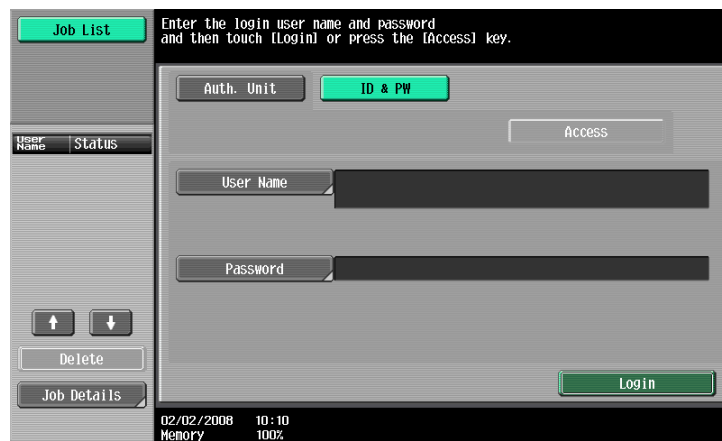 Job List
Enter the login user name and password
and then touch [Login] or press the [Access] key.
Auth. Unit
ID & PW
Access
User Name
Status
User Name
Password
Delete
Job Details
Login
02/02/2008 10:10
Memory 100%